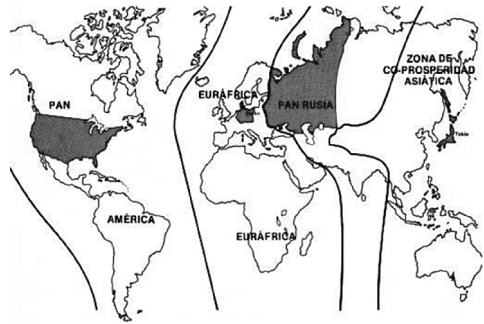 ZONA DE
CO-PROSPERIDAD
ASIÁTICA
EURÁFRICA
PAN
PAN RUSIA
Tokio
AMÉRICA
EURÁFRICA